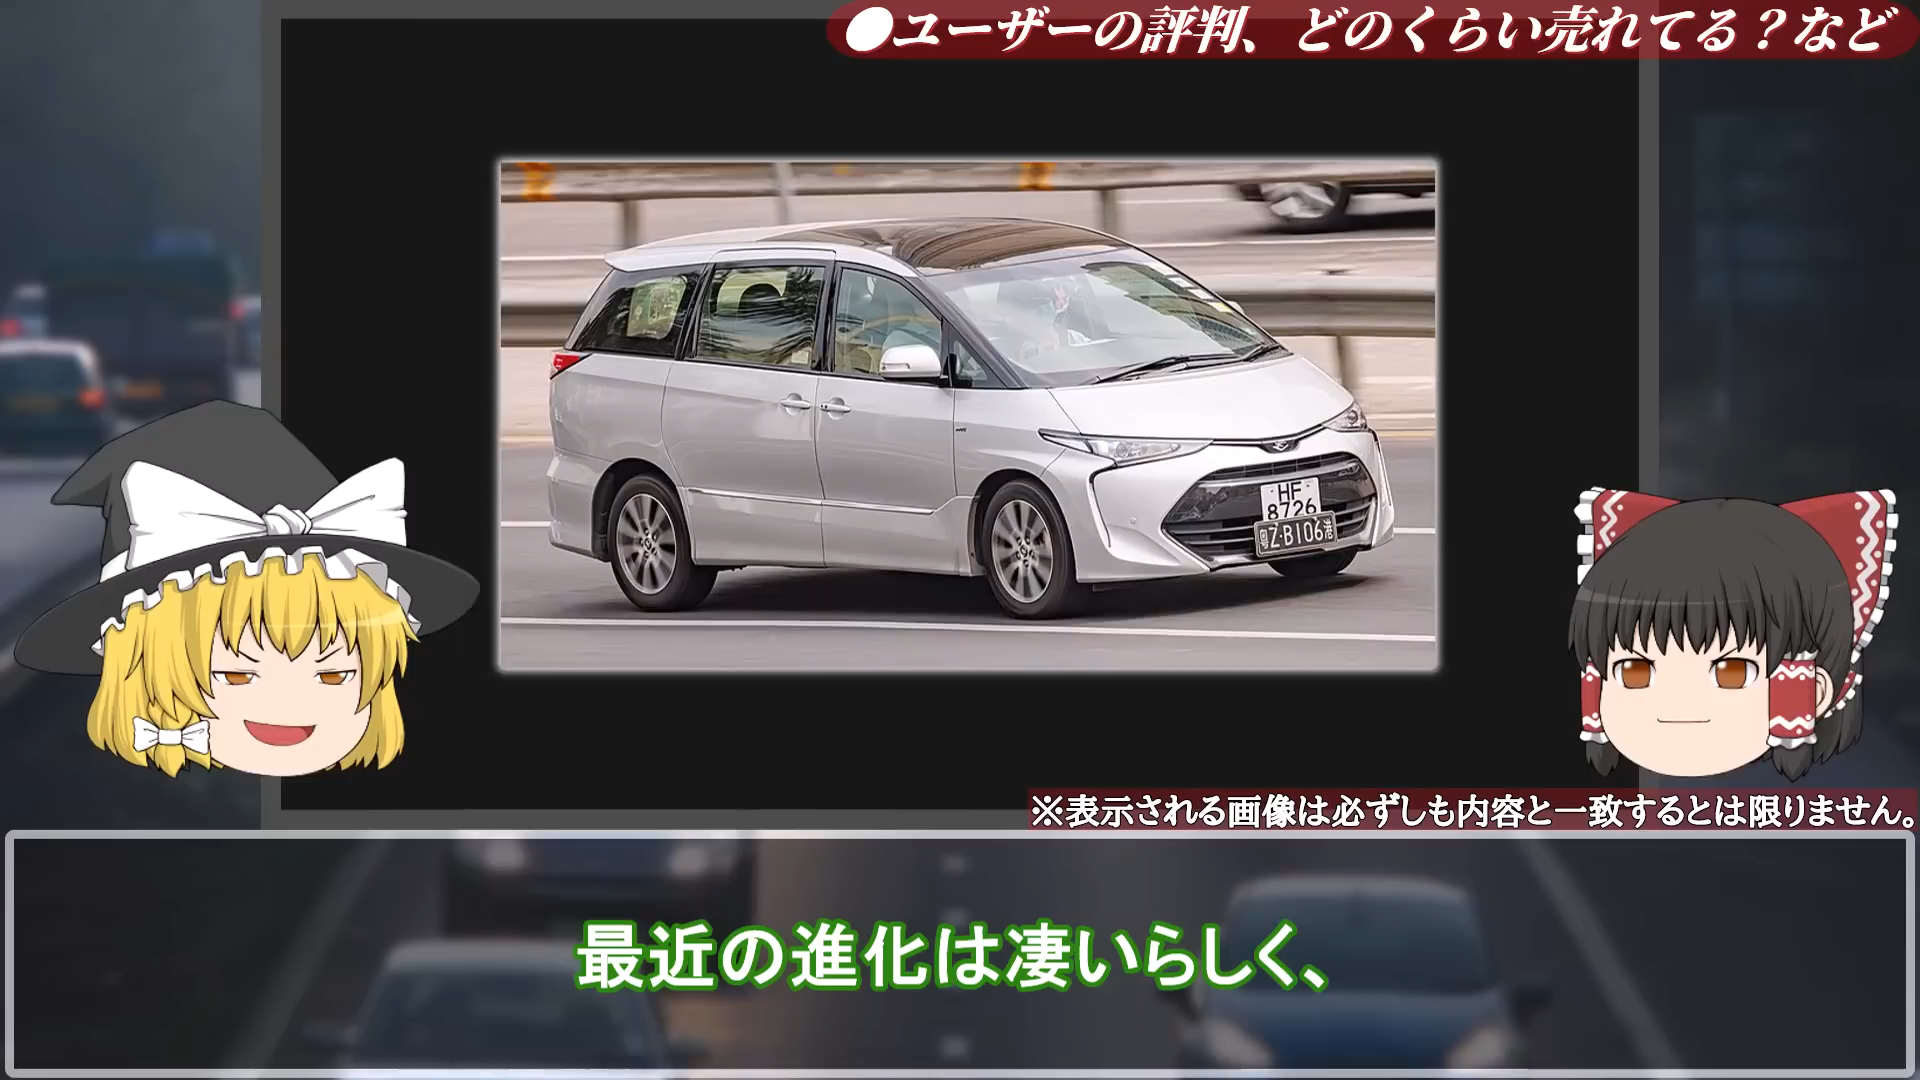 ●ユーザーの評判、どのくらい売れてる？など
HF
8726
粤Z·B106港
※表示される画像は必ずしも内容と一致するとは限りません。
最近の進化は凄いらしく、